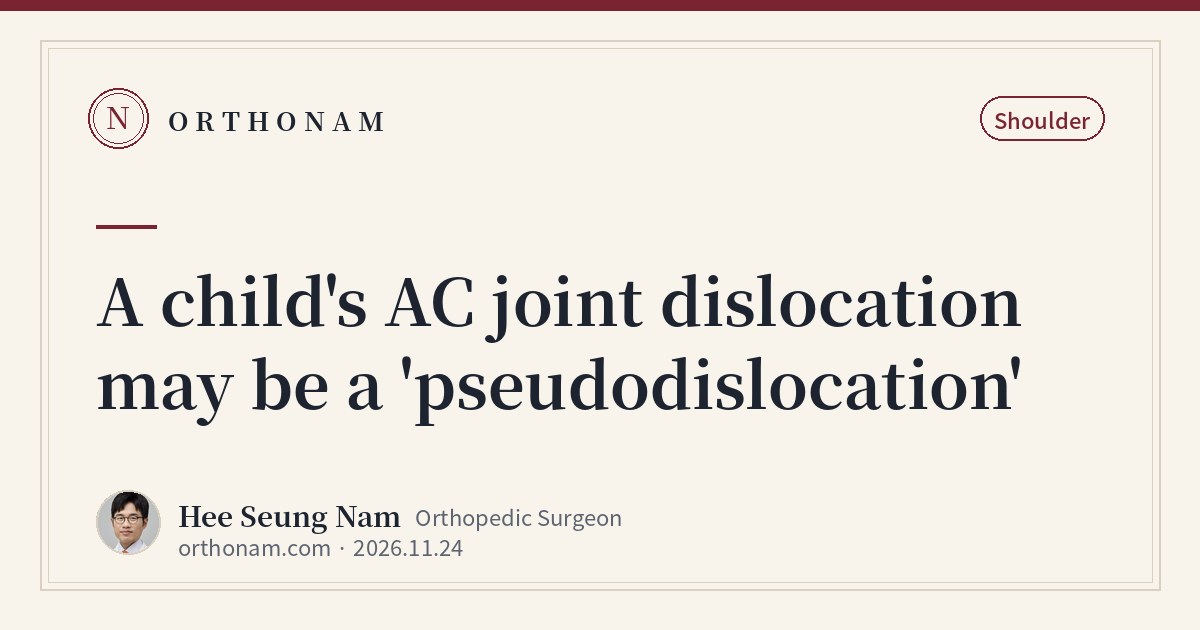 N
ORTHONAM
Shoulder
A child's AC joint dislocation
may be a 'pseudodislocation'
Hee Seung Nam Orthopedic Surgeon
orthonam.com · 2026.11.24